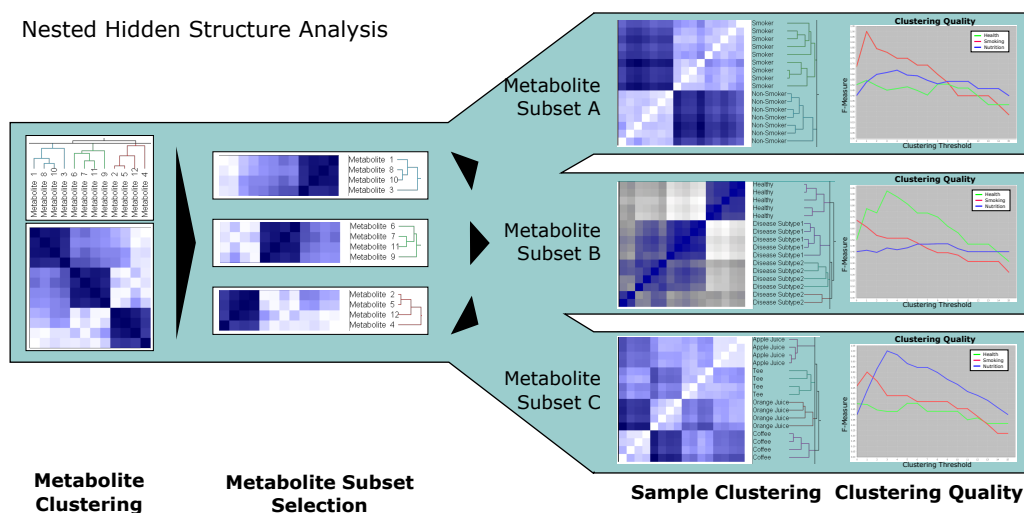 Nested Hidden Structure Analysis
Metabolite 1
Metabolite 8
Metabolite 10
Metabolite 3
Metabolite 6
Metabolite 7
Metabolite 11
Metabolite 9
Metabolite 2
Metabolite 5
Metabolite 12
Metabolite 4
Metabolite
Clustering
Metabolite 1
Metabolite 8
Metabolite 10
Metabolite 3
Metabolite 6
Metabolite 7
Metabolite 11
Metabolite 9
Metabolite 2
Metabolite 5
Metabolite 12
Metabolite 4
Metabolite Subset
Selection
Metabolite
Subset A
Smoker
Smoker
Smoker
Smoker
Smoker
Smoker
Smoker
Smoker
Smoker
Non-Smoker
Non-Smoker
Non-Smoker
Non-Smoker
Non-Smoker
Non-Smoker
Non-Smoker
Clustering Quality
Health
Smoking
Nutrition
F-Measure
Clustering Threshold
Metabolite
Subset B
Healthy
Healthy
Healthy
Healthy
Healthy
Disease Subtype1
Disease Subtype1
Disease Subtype1
Disease Subtype1
Disease Subtype1
Disease Subtype2
Disease Subtype2
Disease Subtype2
Disease Subtype2
Disease Subtype2
Disease Subtype2
Clustering Quality
Health
Smoking
Nutrition
F-Measure
Clustering Threshold
Metabolite
Subset C
Apple Juice
Apple Juice
Apple Juice
Apple Juice
Tee
Tee
Tee
Tee
Orange Juice
Orange Juice
Orange Juice
Orange Juice
Coffee
Coffee
Coffee
Coffee
Clustering Quality
Health
Smoking
Nutrition
F-Measure
Clustering Threshold
Sample Clustering
Clustering Quality